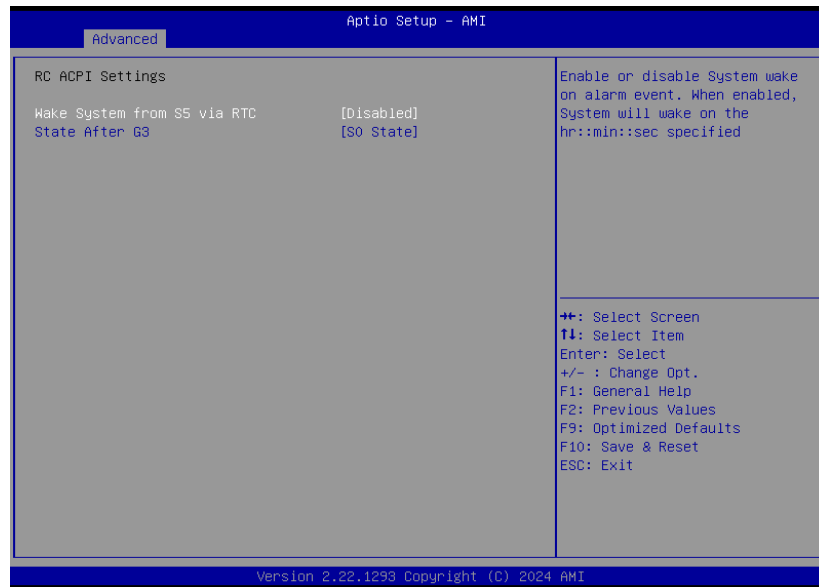 Aptio Setup – AMI
Advanced
RC ACPI Settings
Wake System from S5 via RTC [Disabled]
State After G3 [S0 State]
Enable or disable System wake
on alarm event. When enabled,
System will wake on the
hr::min::sec specified
→←: Select Screen
↑↓: Select Item
Enter: Select
+/- : Change Opt.
F1: General Help
F2: Previous Values
F9: Optimized Defaults
F10: Save & Reset
ESC: Exit
Version 2.22.1293 Copyright (C) 2024 AMI